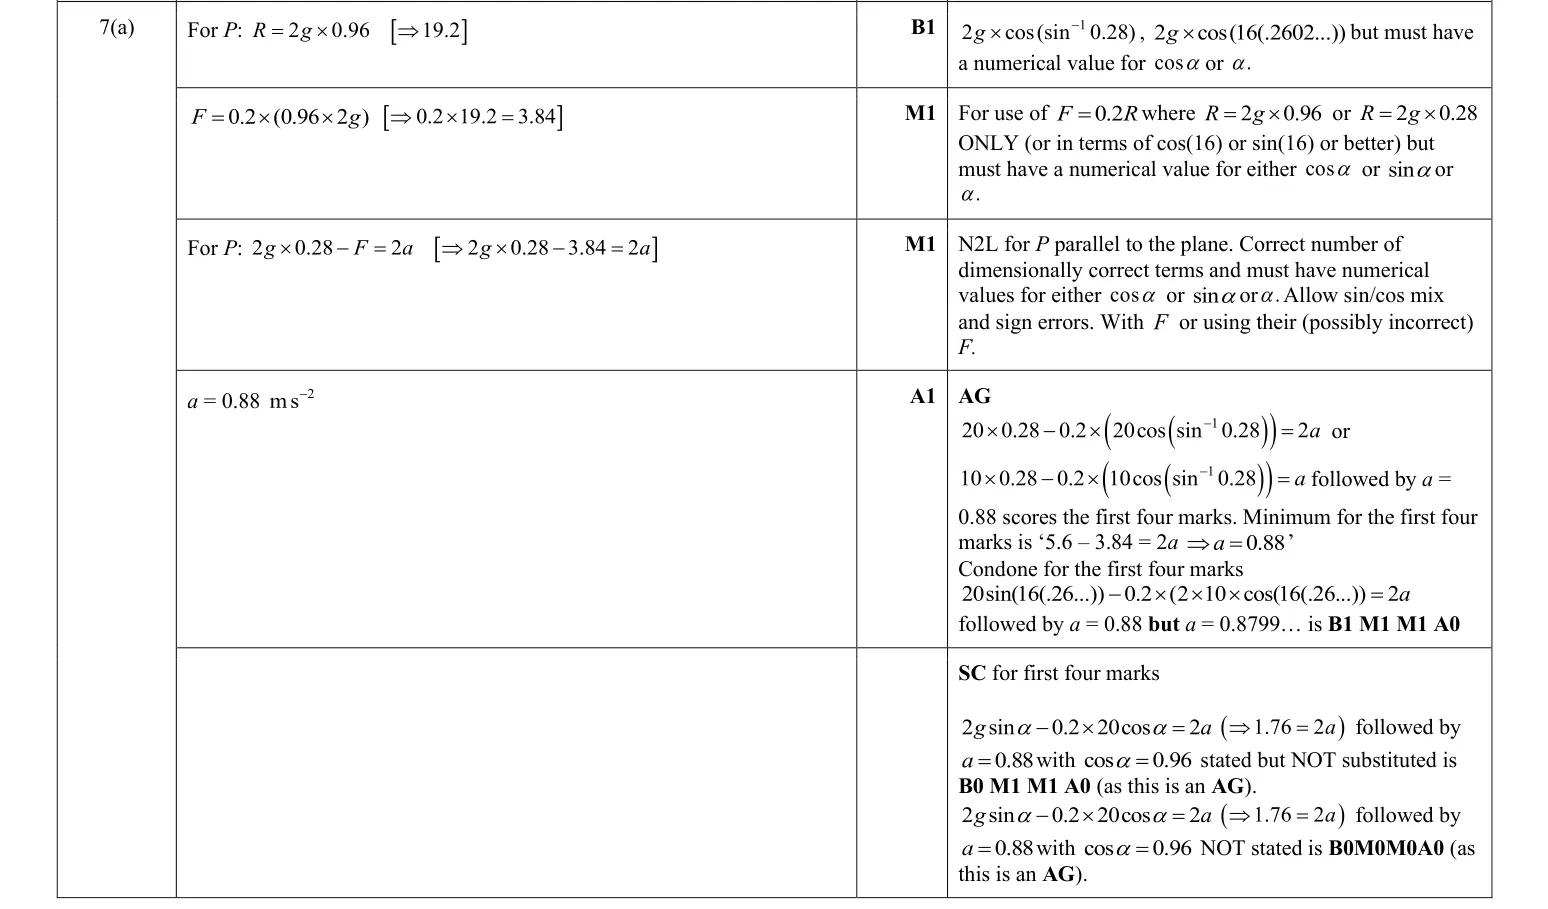 7(a)
For P: R = 2g × 0.96 [⇒ 19.2]
B1
2g × cos(sin⁻¹ 0.28) , 2g × cos(16(.2602...)) but must have
a numerical value for cos α or α.
F = 0.2 × (0.96 × 2g) [⇒ 0.2 × 19.2 = 3.84]
M1
For use of F = 0.2R where R = 2g × 0.96 or R = 2g × 0.28
ONLY (or in terms of cos(16) or sin(16) or better) but
must have a numerical value for either cos α or sin α or
α.
For P: 2g × 0.28 − F = 2a [⇒ 2g × 0.28 − 3.84 = 2a]
M1
N2L for P parallel to the plane. Correct number of
dimensionally correct terms and must have numerical
values for either cos α or sin α or α. Allow sin/cos mix
and sign errors. With F or using their (possibly incorrect)
F.
a = 0.88 m s⁻²
A1
AG
20 × 0.28 − 0.2 × (20cos(sin⁻¹ 0.28)) = 2a or
10 × 0.28 − 0.2 × (10cos(sin⁻¹ 0.28)) = a followed by a =
0.88 scores the first four marks. Minimum for the first four
marks is ‘5.6 – 3.84 = 2a ⇒ a = 0.88’
Condone for the first four marks
20sin(16(.26...)) − 0.2 × (2 × 10 × cos(16(.26...)) = 2a
followed by a = 0.88 but a = 0.8799… is B1 M1 M1 A0
SC for first four marks
2g sin α − 0.2 × 20cos α = 2a (⇒ 1.76 = 2a) followed by
a = 0.88 with cos α = 0.96 stated but NOT substituted is
B0 M1 M1 A0 (as this is an AG).
2g sin α − 0.2 × 20cos α = 2a (⇒ 1.76 = 2a) followed by
a = 0.88 with cos α = 0.96 NOT stated is B0M0M0A0 (as
this is an AG).